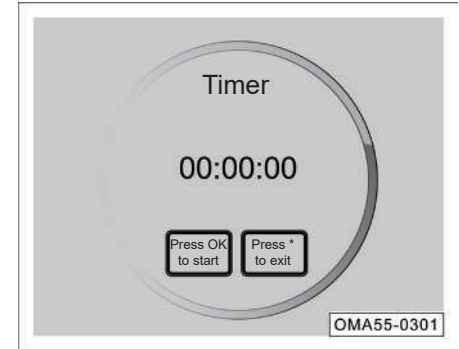 Timer
00:00:00
Press OK
to start
Press *
to exit
OMA55-0301